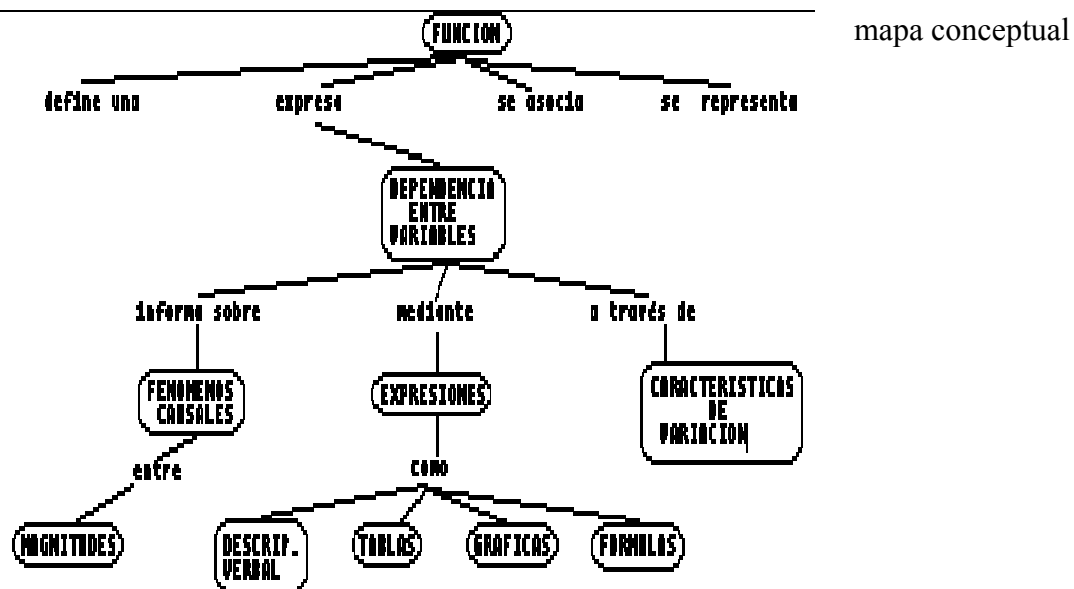 FUNCION
mapa conceptual
define una
expresa
se asocia
se representa
DEPENDENCIA
ENTRE
VARIABLES
informa sobre
mediante
a través de
FENOMENOS
CAUSALES
EXPRESIONES
CARACTERISTICAS
DE
VARIACION
entre
como
MAGNITUDES
DESCRIP.
VERBAL
TABLAS
GRAFICAS
FORMULAS